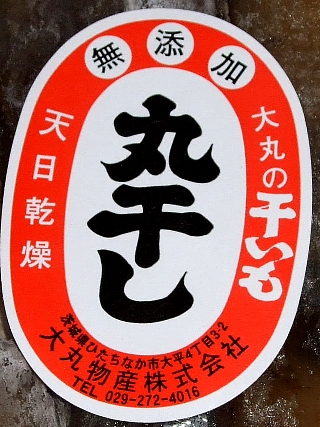 無添加
天日乾燥
大丸の干いも
丸干し
茨城県ひたちなか市大平4丁目3-2
大丸物産株式会社
TEL 029-272-4016